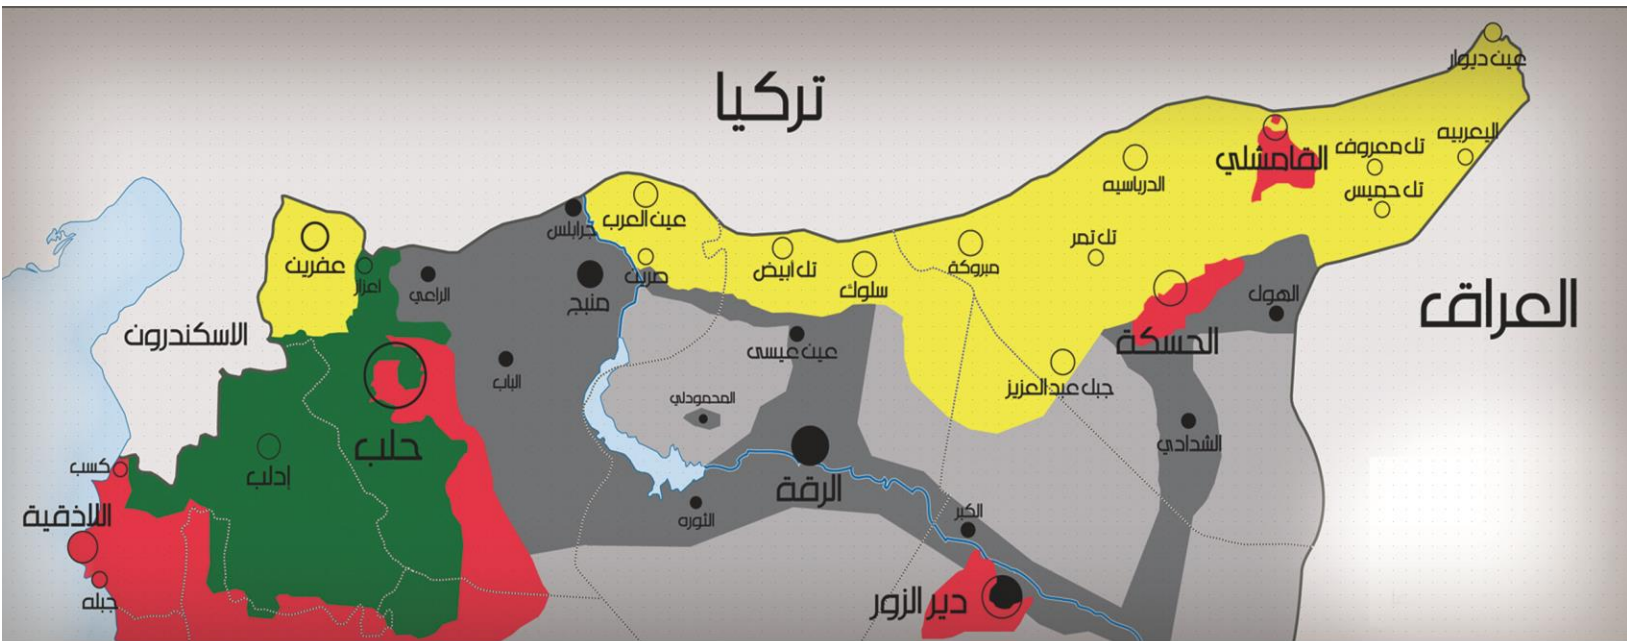 عين ديوار
تركيا
اليعربيه
تل معروف
القامشلي
الدرباسيه
تل حميس
عين العرب
جرابلس
تل تمر
عفرين
صرين
تل أبيض
مبروكة
اعزاز
الراعي
منبج
سلوك
الهول
العراق
الاسكندرون
الحسكة
عين عيسى
الباب
جبل عبد العزيز
المحمودلي
حلب
الشدادي
كسب
إدلب
الرقة
اللاذقية
الثوره
الكبر
دير الزور
جبله